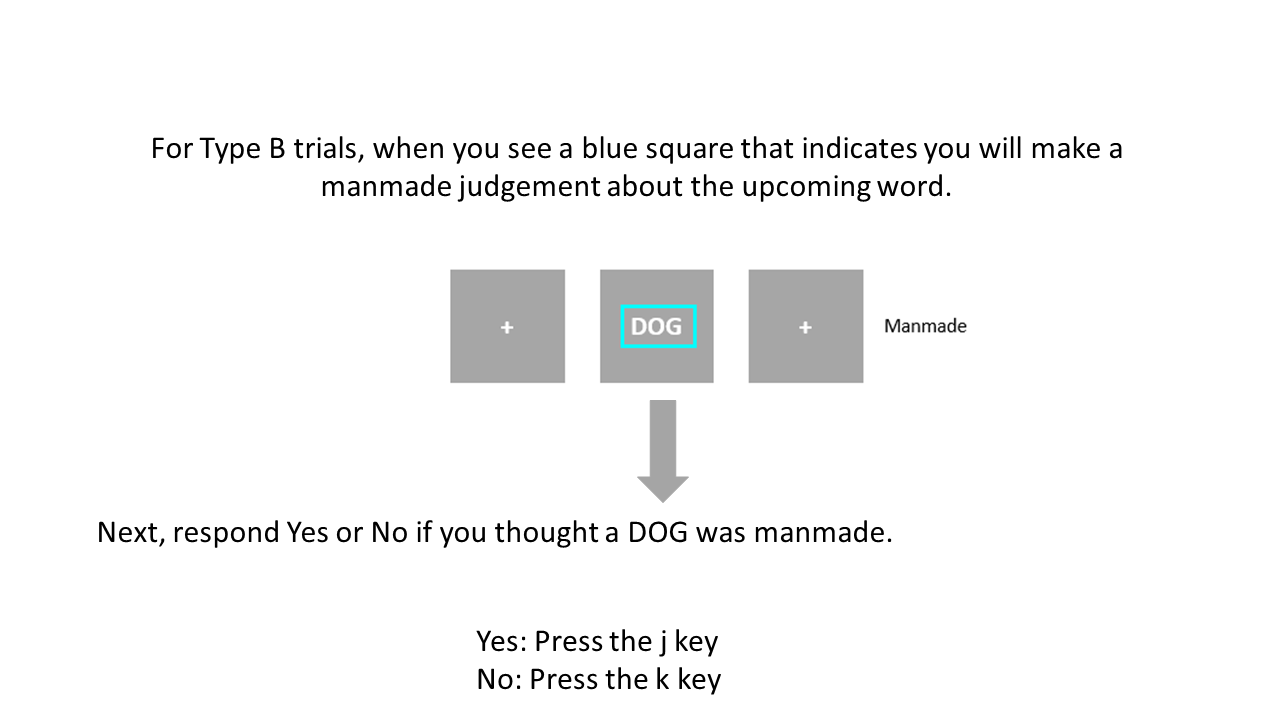 For Type B trials, when you see a blue square that indicates you will make a
manmade judgement about the upcoming word.
+ DOG + Manmade
Next, respond Yes or No if you thought a DOG was manmade.
Yes: Press the j key
No: Press the k key